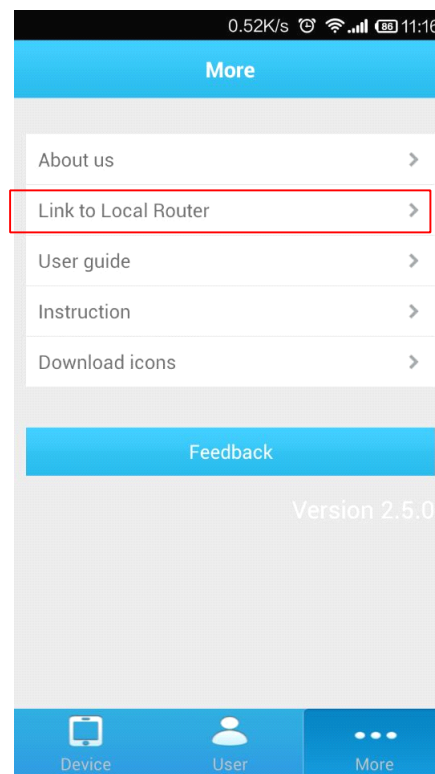 0.52K/s 86 11:16
More
About us
Link to Local Router
User guide
Instruction
Download icons
Feedback
Version 2.5.0
Device User More